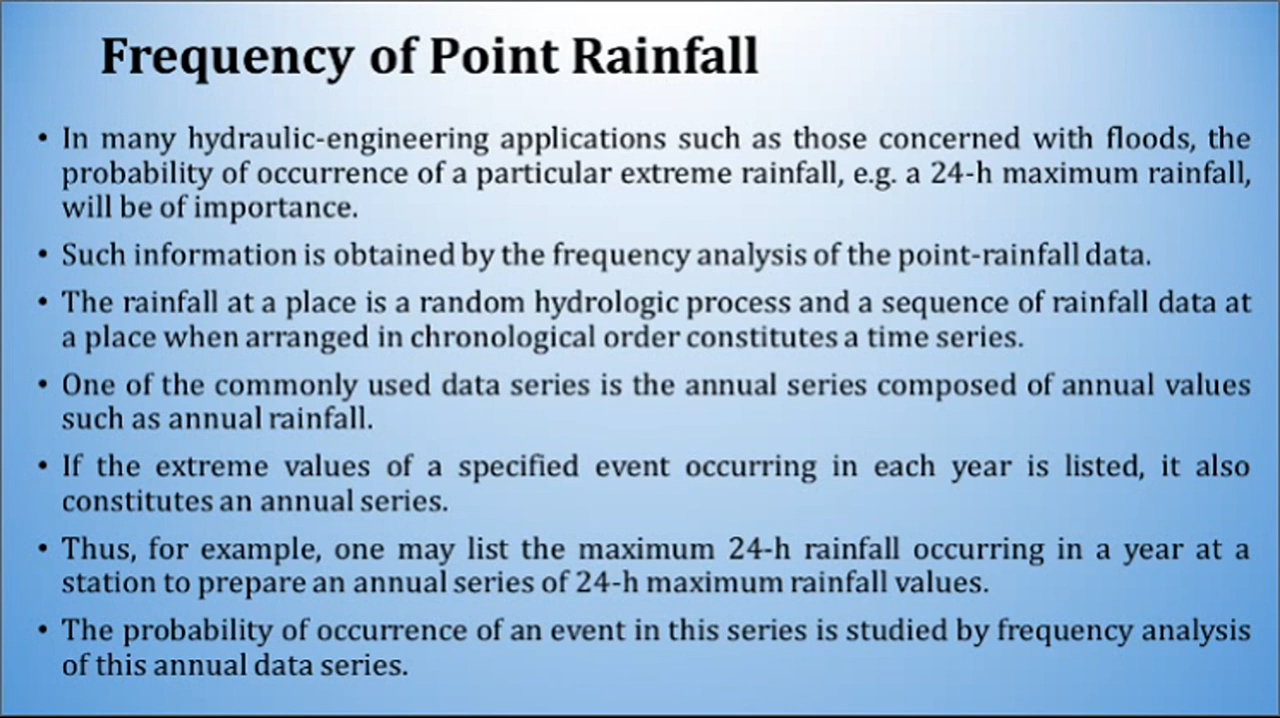 Frequency of Point Rainfall
• In many hydraulic-engineering applications such as those concerned with floods, the
probability of occurrence of a particular extreme rainfall, e.g. a 24-h maximum rainfall,
will be of importance.
• Such information is obtained by the frequency analysis of the point-rainfall data.
• The rainfall at a place is a random hydrologic process and a sequence of rainfall data at
a place when arranged in chronological order constitutes a time series.
• One of the commonly used data series is the annual series composed of annual values
such as annual rainfall.
• If the extreme values of a specified event occurring in each year is listed, it also
constitutes an annual series.
• Thus, for example, one may list the maximum 24-h rainfall occurring in a year at a
station to prepare an annual series of 24-h maximum rainfall values.
• The probability of occurrence of an event in this series is studied by frequency analysis
of this annual data series.